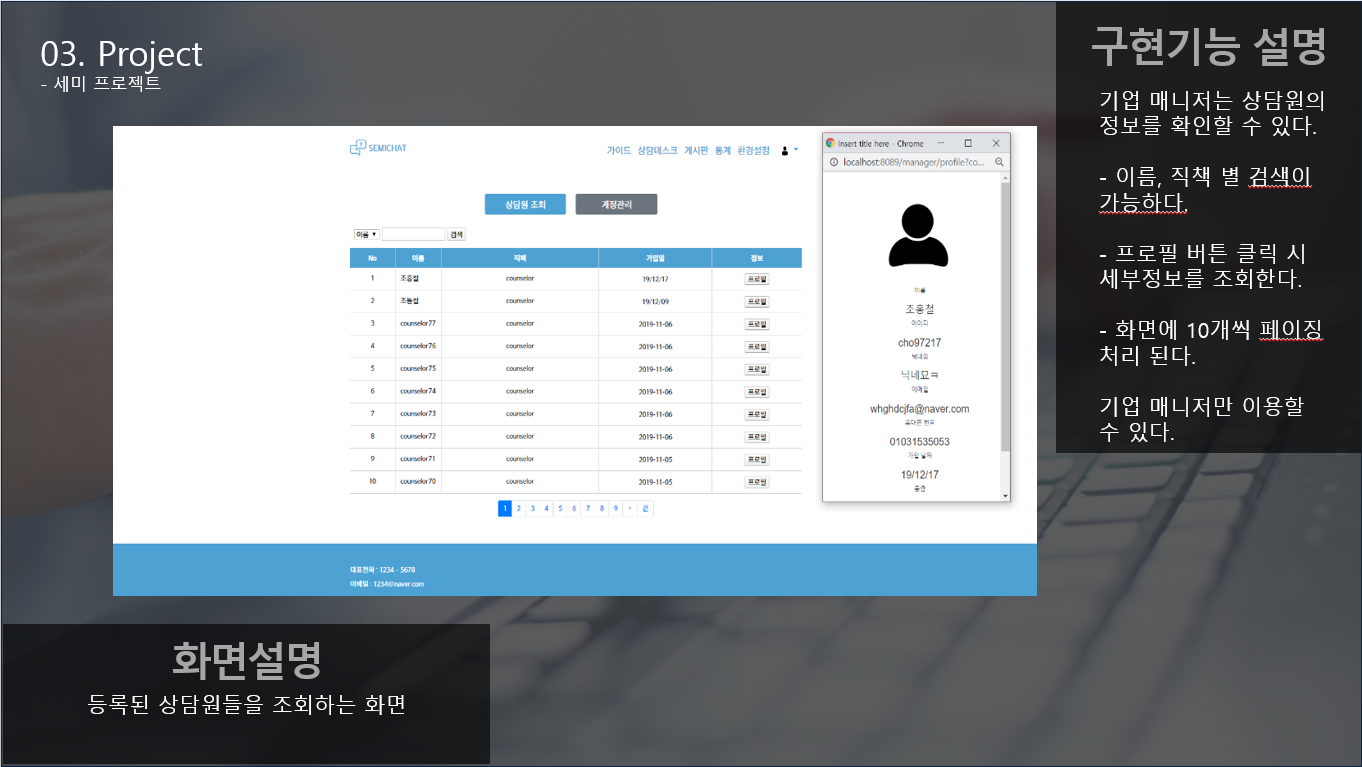 03. Project
- 세미 프로젝트
구현기능 설명
기업 매니저는 상담원의
정보를 확인할 수 있다.
- 이름, 직책 별 검색이
가능하다.
- 프로필 버튼 클릭 시
세부정보를 조회한다.
- 화면에 10개씩 페이징
처리 된다.
기업 매니저만 이용할
수 있다.
SEMICHAT
가이드 상담데스크 게시판 통계 환경설정
상담원 조회 계정관리
이름 ▼ 검색
No 이름 직책 가입일 정보
1 조홍철 counselor 19/12/17 프로필
2 조동철 counselor 19/12/09 프로필
3 counselor77 counselor 2019-11-06 프로필
4 counselor76 counselor 2019-11-06 프로필
5 counselor75 counselor 2019-11-06 프로필
6 counselor74 counselor 2019-11-06 프로필
7 counselor73 counselor 2019-11-06 프로필
8 counselor72 counselor 2019-11-06 프로필
9 counselor71 counselor 2019-11-05 프로필
10 counselor70 counselor 2019-11-05 프로필
1 2 3 4 5 6 7 8 9 > 끝
Insert title here - Chrome
localhost:8089/manager/profile?co...
이름
조홍철
아이디
cho97217
닉네임
닉네묘ㅋ
이메일
whghdcjfa@naver.com
휴대폰 번호
01031535053
가입 날짜
19/12/17
대표전화 : 1234 - 5678
이메일 : 1234@naver.com
화면설명
등록된 상담원들을 조회하는 화면